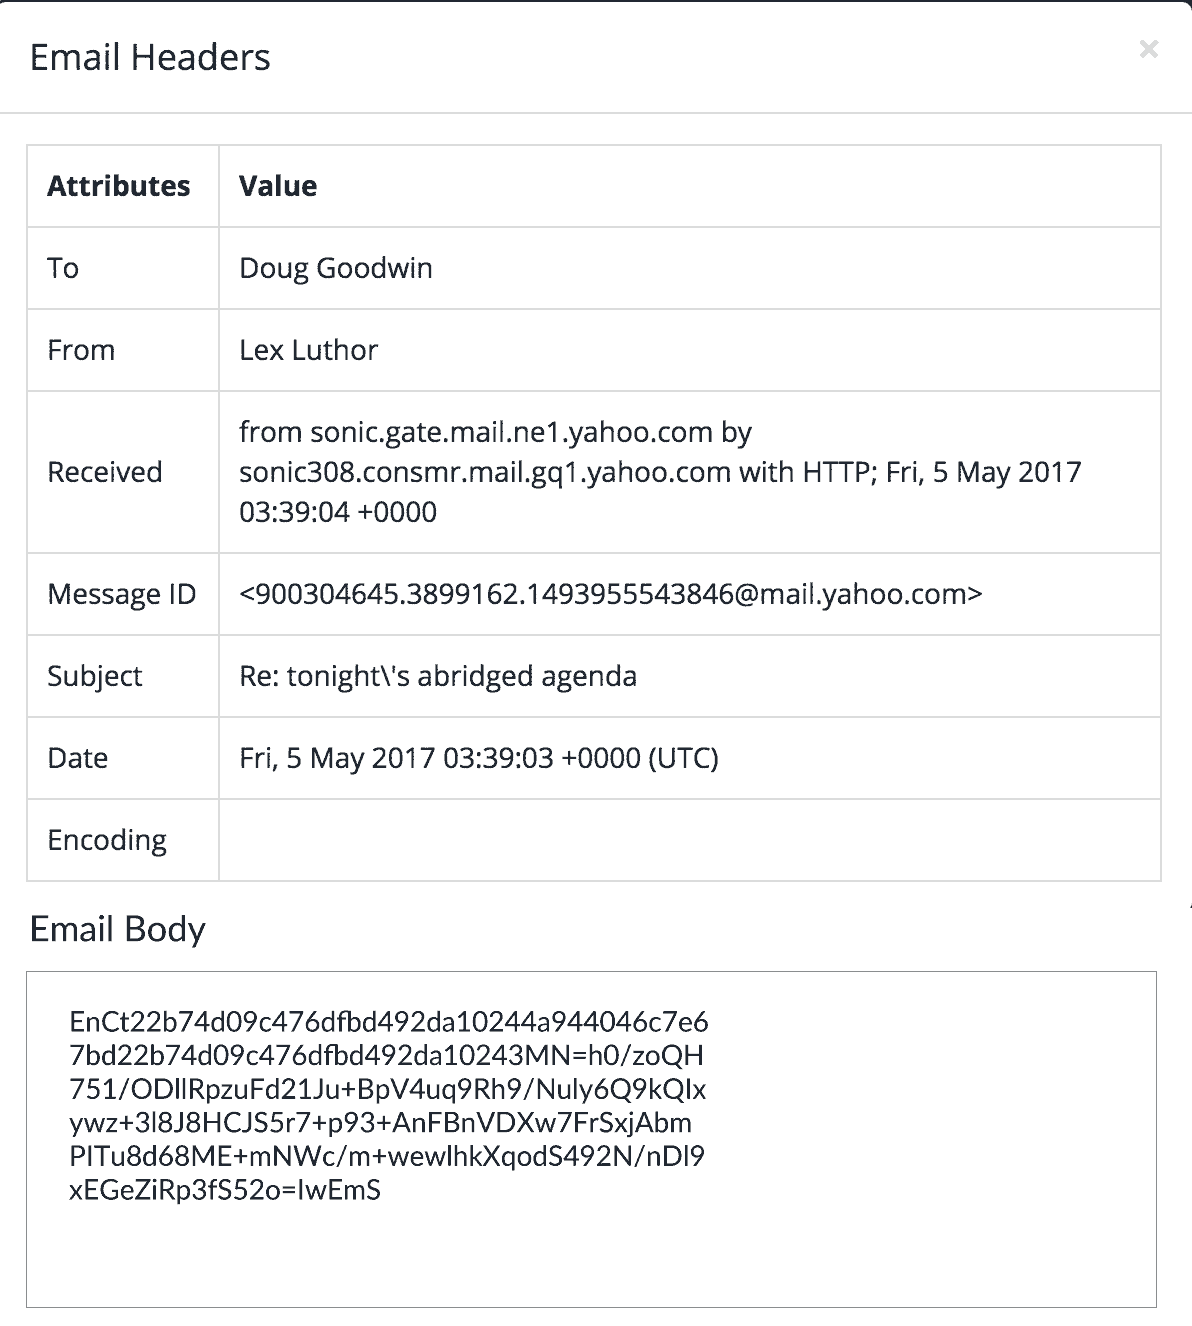 Email Headers
×
Attributes Value
To Doug Goodwin
From Lex Luthor
Received from sonic.gate.mail.ne1.yahoo.com by
sonic308.consmr.mail.gq1.yahoo.com with HTTP; Fri, 5 May 2017
03:39:04 +0000
Message ID <900304645.3899162.1493955543846@mail.yahoo.com>
Subject Re: tonight\'s abridged agenda
Date Fri, 5 May 2017 03:39:03 +0000 (UTC)
Encoding
Email Body
EnCt22b74d09c476dfbd492da10244a944046c7e6
7bd22b74d09c476dfbd492da10243MN=h0/zoQH
751/ODllRpzuFd21Ju+BpV4uq9Rh9/Nuly6Q9kQIx
ywz+3l8J8HCJS5r7+p93+AnFBnVDXw7FrSxjAbm
PITu8d68ME+mNWc/m+wewlhkXqodS492N/nDl9
xEGeZiRp3fS52o=IwEmS